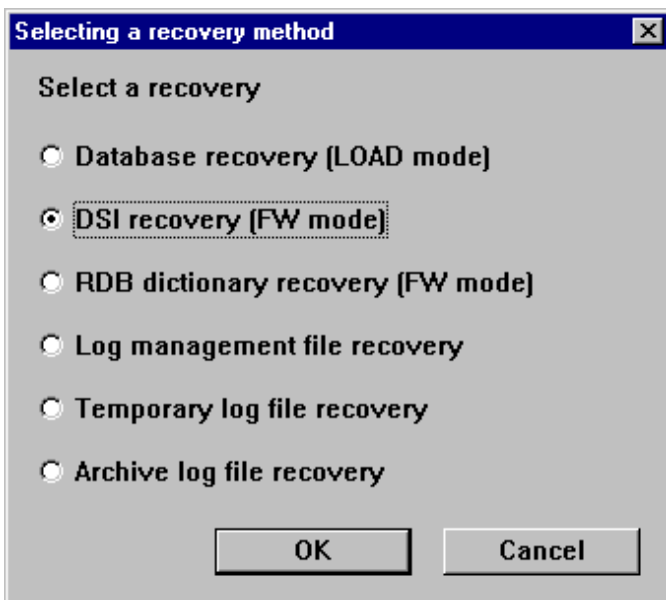 Selecting a recovery method
Select a recovery
Database recovery (LOAD mode)
DSI recovery (FW mode)
RDB dictionary recovery (FW mode)
Log management file recovery
Temporary log file recovery
Archive log file recovery
OK Cancel